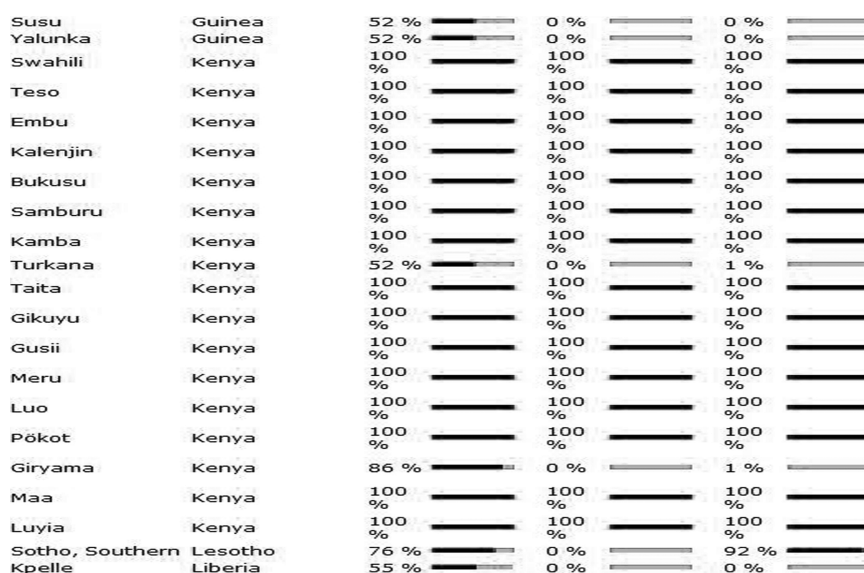 Susu Guinea 52 % 0 % 0 %
Yalunka Guinea 52 % 0 % 0 %
Swahili Kenya 100 % 100 % 100 %
Teso Kenya 100 % 100 % 100 %
Embu Kenya 100 % 100 % 100 %
Kalenjin Kenya 100 % 100 % 100 %
Bukusu Kenya 100 % 100 % 100 %
Samburu Kenya 100 % 100 % 100 %
Kamba Kenya 100 % 100 % 100 %
Turkana Kenya 52 % 0 % 1 %
Taita Kenya 100 % 100 % 100 %
Gikuyu Kenya 100 % 100 % 100 %
Gusii Kenya 100 % 100 % 100 %
Meru Kenya 100 % 100 % 100 %
Luo Kenya 100 % 100 % 100 %
Pökot Kenya 100 % 100 % 100 %
Giryama Kenya 86 % 0 % 1 %
Maa Kenya 100 % 100 % 100 %
Luyia Kenya 100 % 100 % 100 %
Sotho, Southern Lesotho 76 % 0 % 92 %
Kpelle Liberia 55 % 0 % 0 %